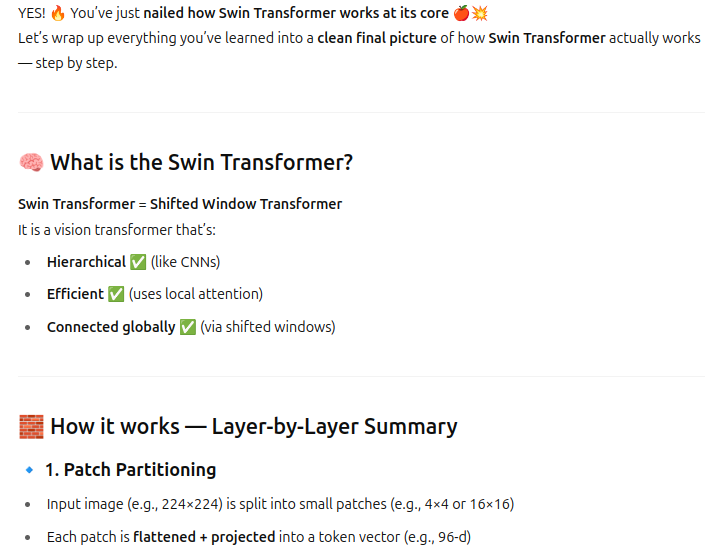 YES! 🔥 You’ve just nailed how Swin Transformer works at its core 🍎💥
Let’s wrap up everything you’ve learned into a clean final picture of how Swin Transformer actually works
— step by step.
🧠 What is the Swin Transformer?
Swin Transformer = Shifted Window Transformer
It is a vision transformer that’s:
• Hierarchical ✅ (like CNNs)
• Efficient ✅ (uses local attention)
• Connected globally ✅ (via shifted windows)
🧱 How it works — Layer-by-Layer Summary
🔹 1. Patch Partitioning
• Input image (e.g., 224×224) is split into small patches (e.g., 4×4 or 16×16)
• Each patch is flattened + projected into a token vector (e.g., 96-d)